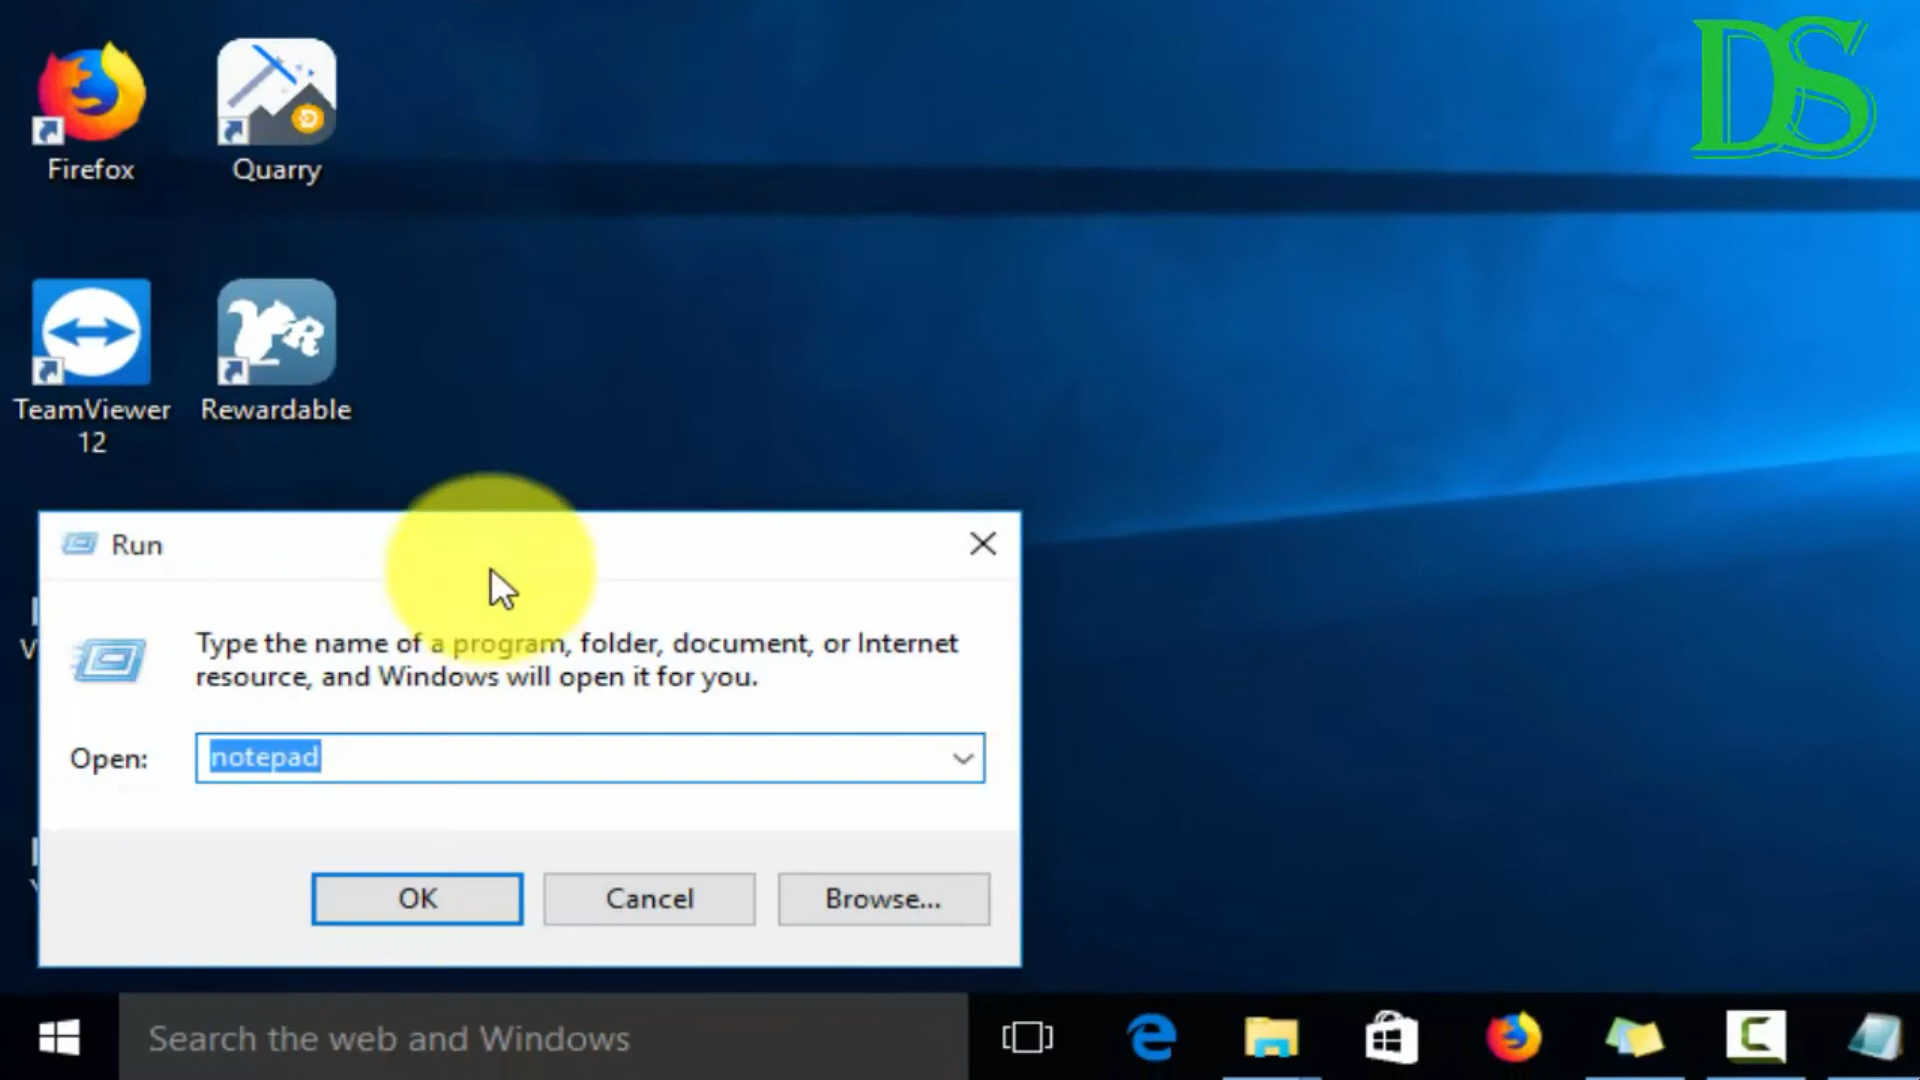 DS
Firefox
Quarry
TeamViewer
12
Rewardable
Run
Type the name of a program, folder, document, or Internet
resource, and Windows will open it for you.
Open:
notepad
OK
Cancel
Browse...
Search the web and Windows